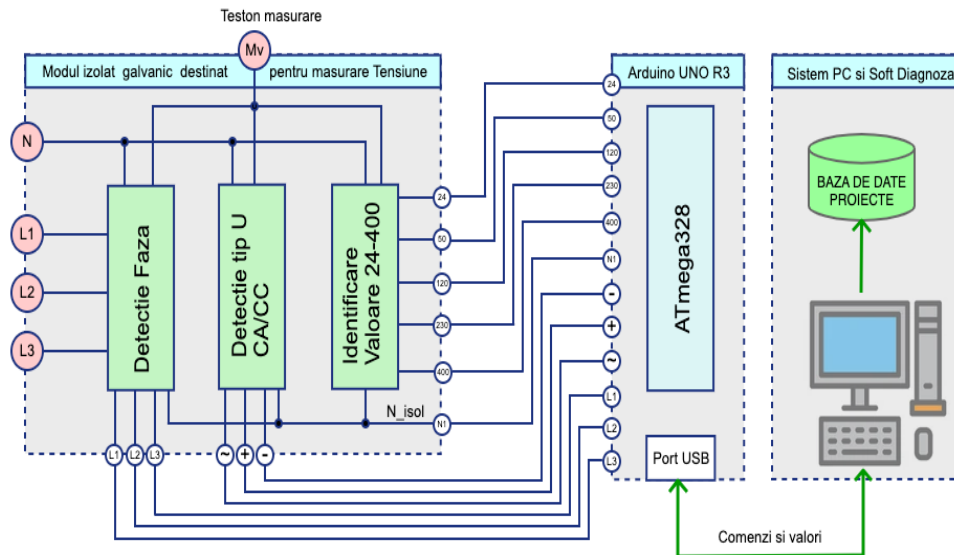 Teston masurare
Mv
Modul izolat galvanic destinat pentru masurare Tensiune
N
L1
L2
L3
Detectie Faza
Detectie tip U
CA/CC
Identificare
Valoare 24-400
24
50
120
230
400
N_isol
N1
L1
L2
L3
~
+
-
Arduino UNO R3
24
50
120
230
400
N1
-
+
~
L1
L2
L3
ATmega328
Port USB
Sistem PC si Soft Diagnoza
BAZA DE DATE
PROIECTE
Comenzi si valori